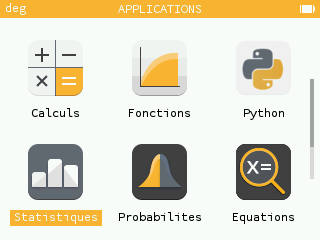 deg APPLICATIONS
Calculs Fonctions Python
X=
Statistiques Probabilites Equations